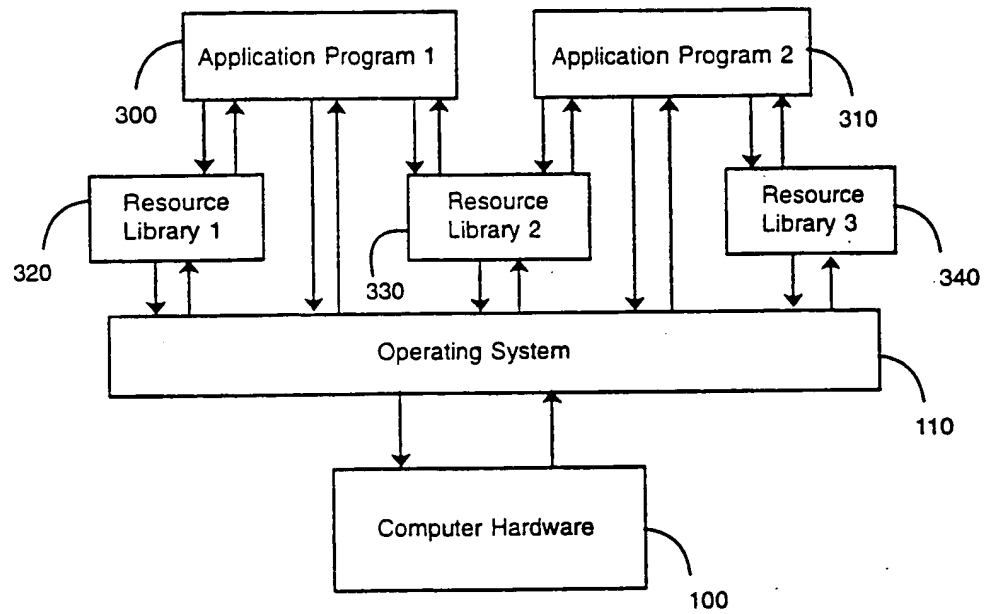 Application Program 1
Application Program 2
300
310
Resource
Library 1
Resource
Library 2
Resource
Library 3
320
330
340
Operating System
110
Computer Hardware
100